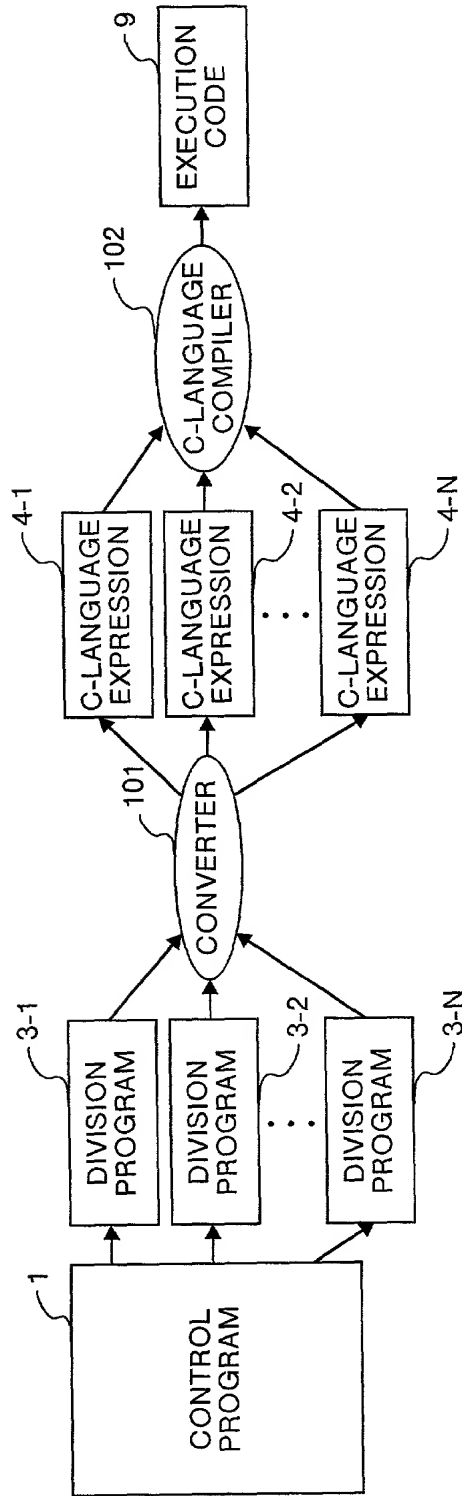 1
CONTROL
PROGRAM
3-1
DIVISION
PROGRAM
DIVISION
PROGRAM
3-2
DIVISION
PROGRAM
3-N
101
CONVERTER
4-1
C-LANGUAGE
EXPRESSION
C-LANGUAGE
EXPRESSION
4-2
C-LANGUAGE
EXPRESSION
4-N
102
C-LANGUAGE
COMPILER
9
EXECUTION
CODE